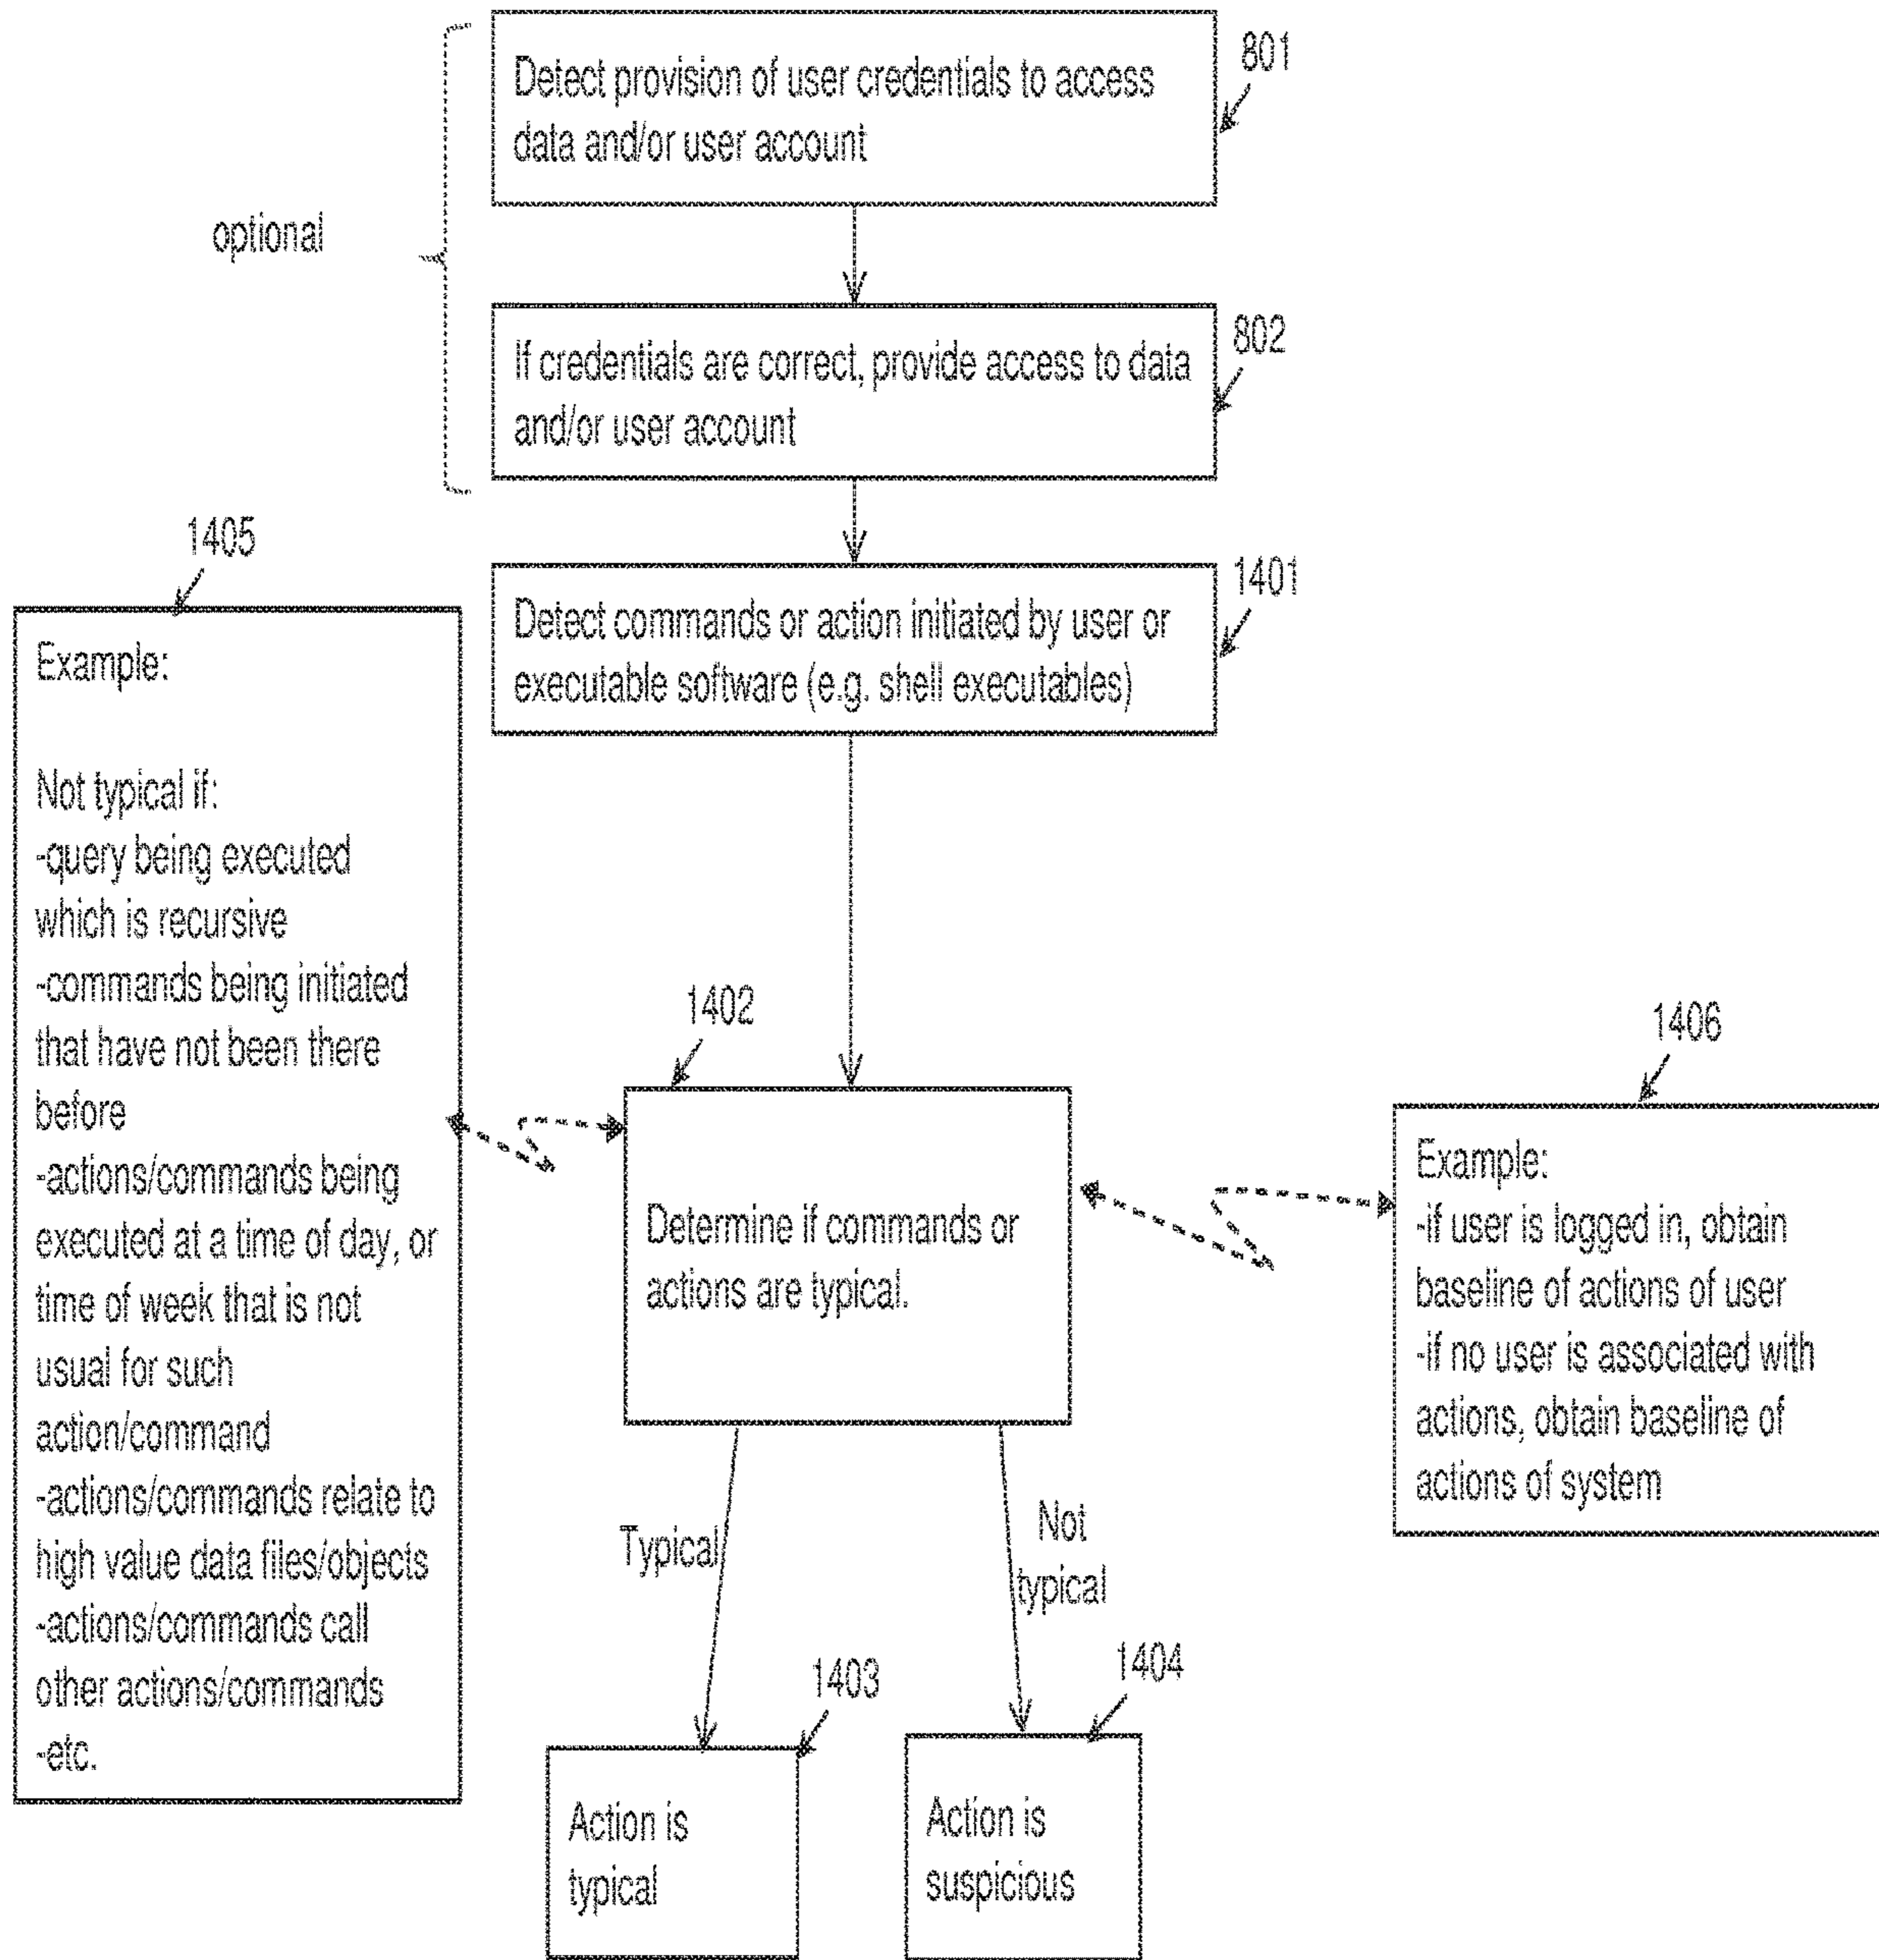 801
Detect provision of user credentials to access
data and/or user account
optional
802
If credentials are correct, provide access to data
and/or user account
1405
1401
Detect commands or action initiated by user or
executable software (e.g. shell executables)
Example:
Not typical if:
-query being executed
which is recursive
-commands being initiated
that have not been there
before
-actions/commands being
executed at a time of day, or
time of week that is not
usual for such
action/command
-actions/commands relate to
high value data files/objects
-actions/commands call
other actions/commands
-etc.
1402
Determine if commands or
actions are typical.
1406
Example:
-if user is logged in, obtain
baseline of actions of user
-if no user is associated with
actions, obtain baseline of
actions of system
Typical
Not
typical
1403
Action is
typical
1404
Action is
suspicious